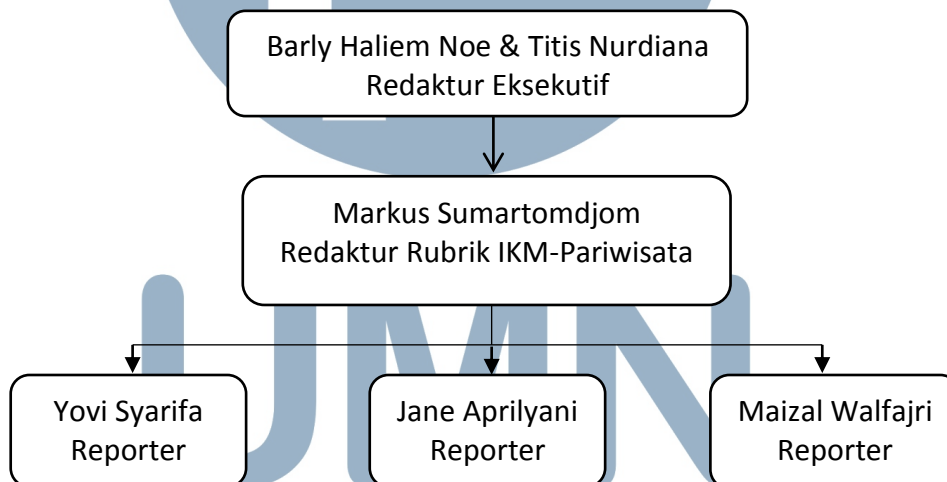 Barly Haliem Noe & Titis Nurdiana
Redaktur Eksekutif
Markus Sumartomdjom
Redaktur Rubrik IKM-Pariwisata
UMN
Yovi Syarifa
Reporter
Jane Aprilyani
Reporter
Maizal Walfajri
Reporter